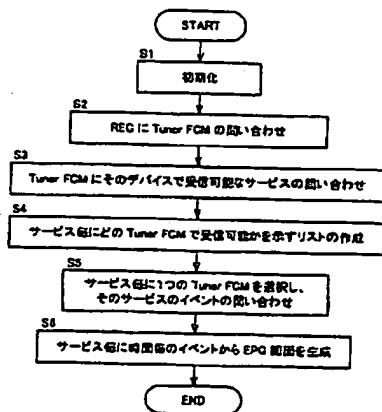 START
S1
初期化
S2
REG に Tuner FCM の問い合わせ
S3
Tuner FCM にそのデバイスで受信可能なサービスの問い合わせ
S4
サービス毎にどの Tuner FCM で受信可能かを示すリストの作成
S5
サービス毎に1つの Tuner FCM を選択し、
そのサービスのイベントの問い合わせ
S6
サービス毎に時間毎のイベントから EPG 画面を生成
END